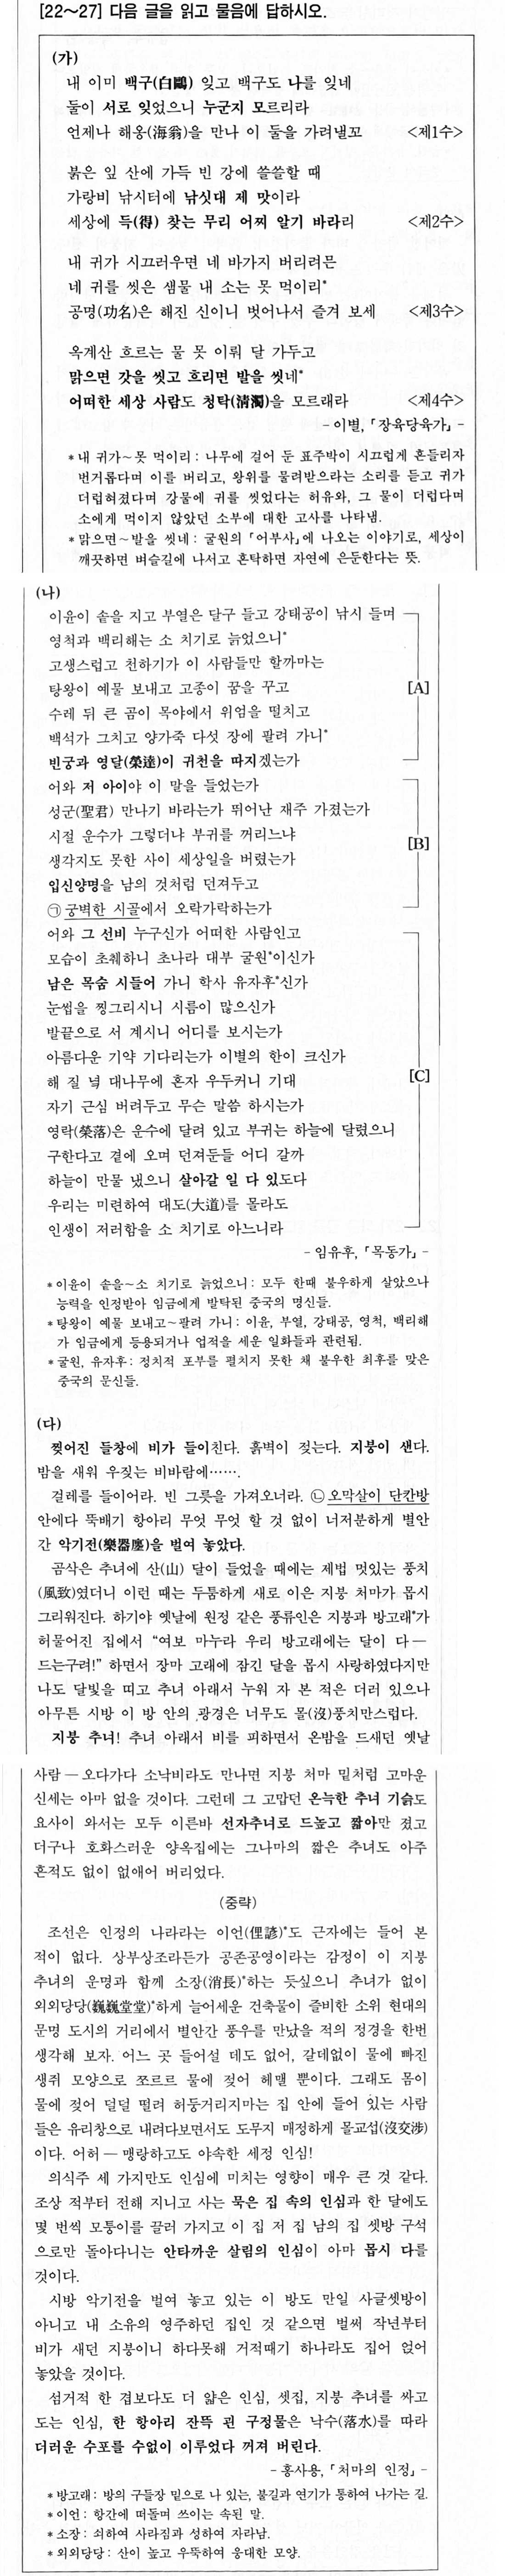 [22～27] 다음 글을 읽고 물음에 답하시오.
(가)
내 이미 백구(白鷗) 잊고 백구도 나를 잊네
둘이 서로 잊었으니 누군지 모르리라
언제나 해옹(海翁)을 만나 이 둘을 가려낼꼬 <제1수>
붉은 잎 산에 가득 빈 강에 쓸쓸할 때
가랑비 낚시터에 낚싯대 제 맛이라
세상에 득(得) 찾는 무리 어찌 알기 바라리 <제2수>
내 귀가 시끄러우면 네 바가지 버리려믄
네 귀를 씻은 샘물 내 소는 못 먹이리*
공명(功名)은 해진 신이니 벗어나서 즐겨 보세 <제3수>
옥계산 흐르는 물 못 이뤄 달 가두고
맑으면 갓을 씻고 흐리면 발을 씻네*
어떠한 세상 사람도 청탁(淸濁)을 모르래라 <제4수>
- 이별, 「장육당육가」 -
* 내 귀가～못 먹이리 : 나무에 걸어 둔 표주박이 시끄럽게 흔들리자
번거롭다며 이를 버리고, 왕위를 물려받으라는 소리를 듣고 귀가
더럽혀졌다며 강물에 귀를 씻었다는 허유와, 그 물이 더럽다며
소에게 먹이지 않았던 소부에 대한 고사를 나타냄.
* 맑으면～발을 씻네 : 굴원의 「어부사」에 나오는 이야기로, 세상이
깨끗하면 벼슬길에 나서고 혼탁하면 자연에 은둔한다는 뜻.
(나)
이윤이 솥을 지고 부열은 달구 들고 강태공이 낚시 들며
영척과 백리해는 소 치기로 늙었으니*
고생스럽고 천하기가 이 사람들만 할까마는
탕왕이 예물 보내고 고종이 꿈을 꾸고
[A]
수레 뒤 큰 곰이 목야에서 위엄을 떨치고
백석가 그치고 양가죽 다섯 장에 팔려 가니*
빈궁과 영달(榮達)이 귀천을 따지겠는가
어와 저 아이야 이 말을 들었는가
성군(聖君) 만나기 바라는가 뛰어난 재주 가졌는가
시절 운수가 그렇더냐 부귀를 꺼리느냐
[B]
생각지도 못한 사이 세상일을 버렸는가
입신양명을 남의 것처럼 던져두고
㉠ 궁벽한 시골에서 오락가락하는가
어와 그 선비 누구신가 어떠한 사람인고
모습이 초췌하니 초나라 대부 굴원*이신가
남은 목숨 시들어 가니 학사 유자후*신가
눈썹을 찡그리시니 시름이 많으신가
발끝으로 서 계시니 어디를 보시는가
아름다운 기약 기다리는가 이별의 한이 크신가
해 질 녘 대나무에 혼자 우두커니 기대
[C]
자기 근심 버려두고 무슨 말씀 하시는가
영락(榮落)은 운수에 달려 있고 부귀는 하늘에 달렸으니
구한다고 곁에 오며 던져둔들 어디 갈까
하늘이 만물 냈으니 살아갈 일 다 있도다
우리는 미련하여 대도(大道)를 몰라도
인생이 저러함을 소 치기로 아느니라
- 임유후, 「목동가」 -
* 이윤이 솥을～소 치기로 늙었으니 : 모두 한때 불우하게 살았으나
능력을 인정받아 임금에게 발탁된 중국의 명신들.
* 탕왕이 예물 보내고～팔려 가니 : 이윤, 부열, 강태공, 영척, 백리해
가 임금에게 등용되거나 업적을 세운 일화들과 관련됨.
* 굴원, 유자후 : 정치적 포부를 펼치지 못한 채 불우한 최후를 맞은
중국의 문신들.
(다)
찢어진 들창에 비가 들이친다. 흙벽이 젖는다. 지붕이 샌다.
밤을 새워 우짖는 비바람에…….
걸레를 들이어라. 빈 그릇을 가져오너라. ㉡ 오막살이 단칸방
안에다 뚝배기 항아리 무엇 무엇 할 것 없이 너저분하게 별안
간 악기전(樂器廛)을 벌여 놓았다.
곰삭은 추녀에 산(山) 달이 들었을 때에는 제법 멋있는 풍치
(風致)였더니 이런 때는 두툼하게 새로 이은 지붕 처마가 몹시
그리워진다. 하기야 옛날에 원정 같은 풍류인은 지붕과 방고래*가
허물어진 집에서 “여보 마누라 우리 방고래에는 달이 다 ―
드는구려!” 하면서 장마 고래에 잠긴 달을 몹시 사랑하였다지만
나도 달빛을 띠고 추녀 아래서 누워 자 본 적은 더러 있으나
아무튼 시방 이 방 안의 광경은 너무도 몰(沒)풍치만스럽다.
지붕 추녀! 추녀 아래서 비를 피하면서 온밤을 드새던 옛날
사람 ― 오다가다 소낙비라도 만나면 지붕 처마 밑처럼 고마운
신세는 아마 없을 것이다. 그런데 그 고맙던 온늑한 추녀 기슭도
요사이 와서는 모두 이른바 선자추녀로 드높고 짧아만 졌고
더구나 호화스러운 양옥집에는 그나마의 짧은 추녀도 아주
흔적도 없이 없애어 버리었다.
(중략)
조선은 인정의 나라라는 이언(俚諺)*도 근자에는 들어 본
적이 없다. 상부상조라든가 공존공영이라는 감정이 이 지붕
추녀의 운명과 함께 소장(消長)*하는 듯싶으니 추녀가 없이
외외당당(巍巍堂堂)*하게 늘어세운 건축물이 즐비한 소위 현대의
문명 도시의 거리에서 별안간 풍우를 만났을 적의 정경을 한번
생각해 보자. 어느 곳 들어설 데도 없어, 갈데없이 물에 빠진
생쥐 모양으로 쪼르르 물에 젖어 헤맬 뿐이다. 그래도 몸이
물에 젖어 덜덜 떨려 허둥거리지마는 집 안에 들어 있는 사람
들은 유리창으로 내려다보면서도 도무지 매정하게 몰교섭(沒交涉)
이다. 어허 ― 맹랑하고도 야속한 세정 인심!
의식주 세 가지만도 인심에 미치는 영향이 매우 큰 것 같다.
조상 적부터 전해 지니고 사는 묵은 집 속의 인심과 한 달에도
몇 번씩 모퉁이를 끌러 가지고 이 집 저 집 남의 집 셋방 구석
으로만 돌아다니는 안타까운 살림의 인심이 아마 몹시 다를
것이다.
시방 악기전을 벌여 놓고 있는 이 방도 만일 사글셋방이
아니고 내 소유의 영주하던 집인 것 같으면 벌써 작년부터
비가 새던 지붕이니 하다못해 거적때기 하나라도 집어 얹어
놓았을 것이다.
섬거적 한 겹보다도 더 얇은 인심, 셋집, 지붕 추녀를 싸고
도는 인심, 한 항아리 잔뜩 괸 구정물은 낙수(落水)를 따라
더러운 수포를 수없이 이루었다 꺼져 버린다.
- 홍사용, 「처마의 인정」 -
* 방고래 : 방의 구들장 밑으로 나 있는, 불길과 연기가 통하여 나가는 길.
* 이언 : 항간에 떠돌며 쓰이는 속된 말.
* 소장 : 쇠하여 사라짐과 성하여 자라남.
* 외외당당 : 산이 높고 우뚝하여 웅대한 모양.